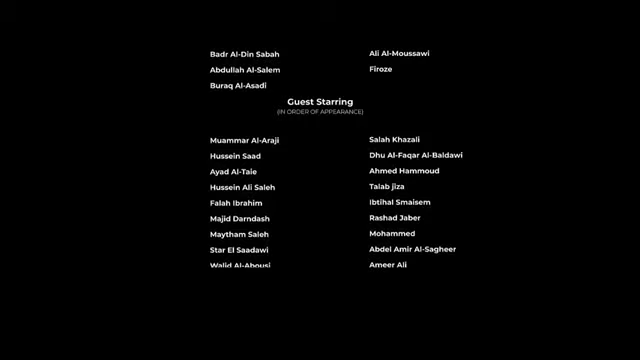 Badr Al-Din Sabah
Ali Al-Moussawi
Abdullah Al-Salem
Firoze
Buraq Al-Asadi
Guest Starring
(IN ORDER OF APPEARANCE)
Muammar Al-Araji
Salah Khazali
Hussein Saad
Dhu Al-Faqar Al-Baldawi
Ayad Al-Taie
Ahmed Hammoud
Hussein Ali Saleh
Talab jiza
Falah Ibrahim
Ibtihal Smaisem
Majid Darndash
Rashad Jaber
Maytham Saleh
Mohammed
Star El Saadawi
Abdel Amir Al-Sagheer
Walid Al-Abousi
Ameer Ali